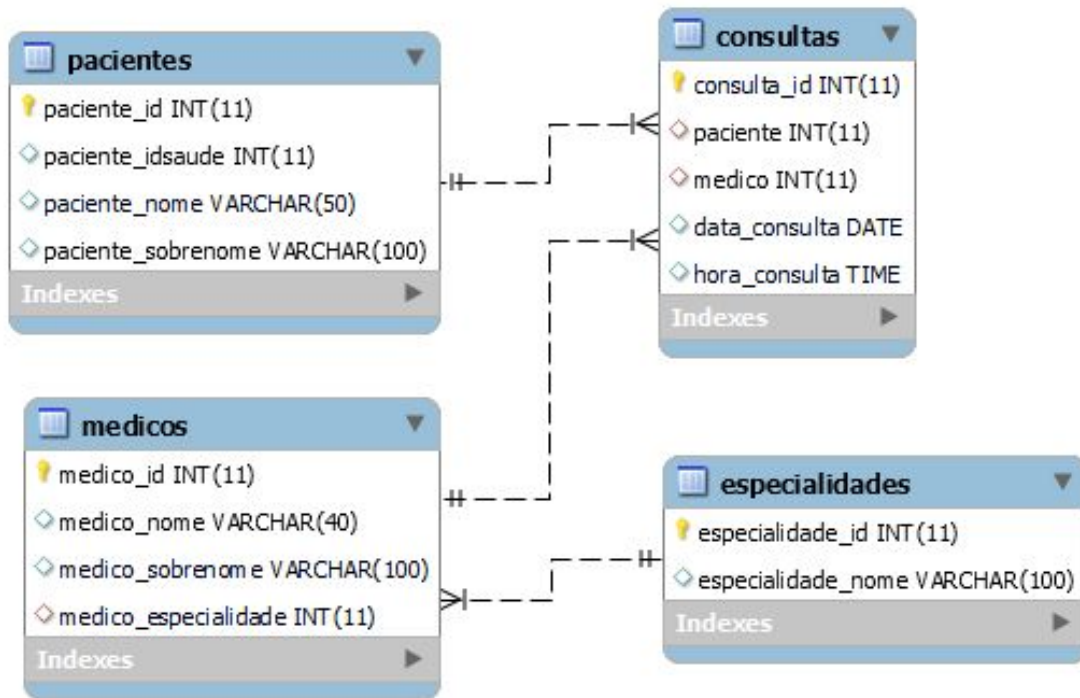 pacientes
paciente_id INT(11)
paciente_idsaude INT(11)
paciente_nome VARCHAR(50)
paciente_sobrenome VARCHAR(100)
Indexes
consultas
consulta_id INT(11)
paciente INT(11)
medico INT(11)
data_consulta DATE
hora_consulta TIME
Indexes
medicos
medico_id INT(11)
medico_nome VARCHAR(40)
medico_sobrenome VARCHAR(100)
medico_especialidade INT(11)
Indexes
especialidades
especialidade_id INT(11)
especialidade_nome VARCHAR(100)
Indexes